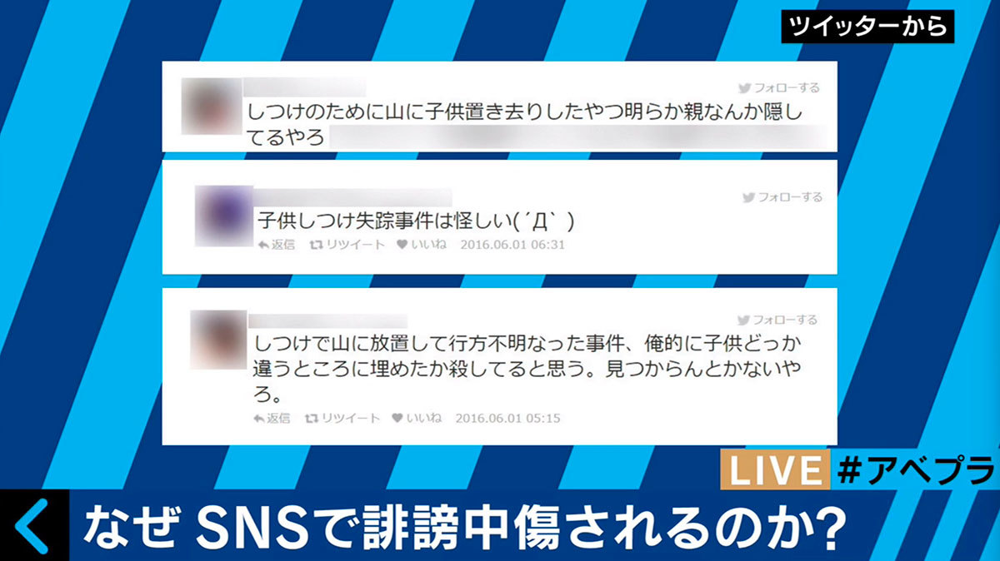 ツイッターから
フォローする
しつけのために山に子供置き去りしたやつ明らか親なんか隠し
てるやろ
フォローする
子供しつけ失踪事件は怪しい(´Д｀ )
返信 リツイート いいね 2016.06.01 06:31
フォローする
しつけで山に放置して行方不明なった事件、俺的に子供どっか
違うところに埋めたか殺してると思う。見つからんとかないや
ろ。
返信 リツイート いいね 2016.06.01 05:15
LIVE #アベプラ
なぜ SNSで誹謗中傷されるのか?